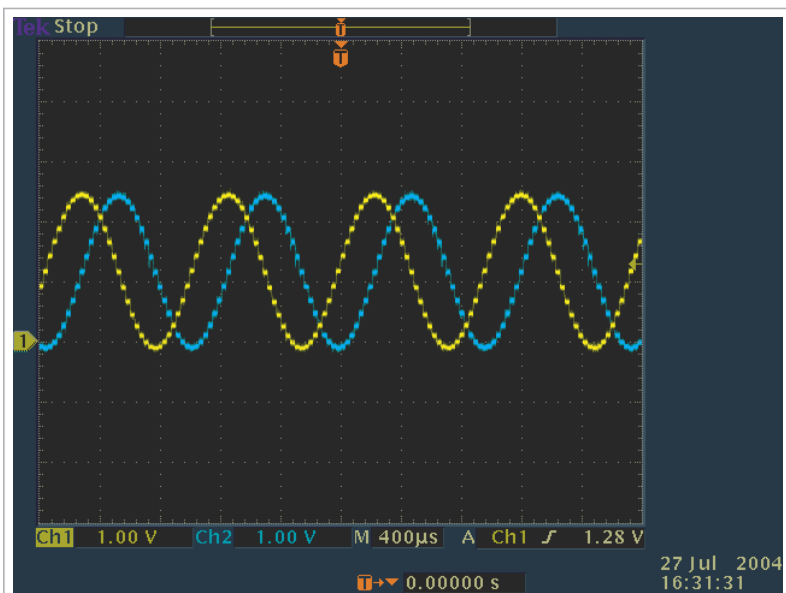 Tek Stop
T
T
1
Ch1 1.00 V Ch2 1.00 V M 400µs A Ch1 1.28 V
T 0.00000 s
27 Jul 2004
16:31:31